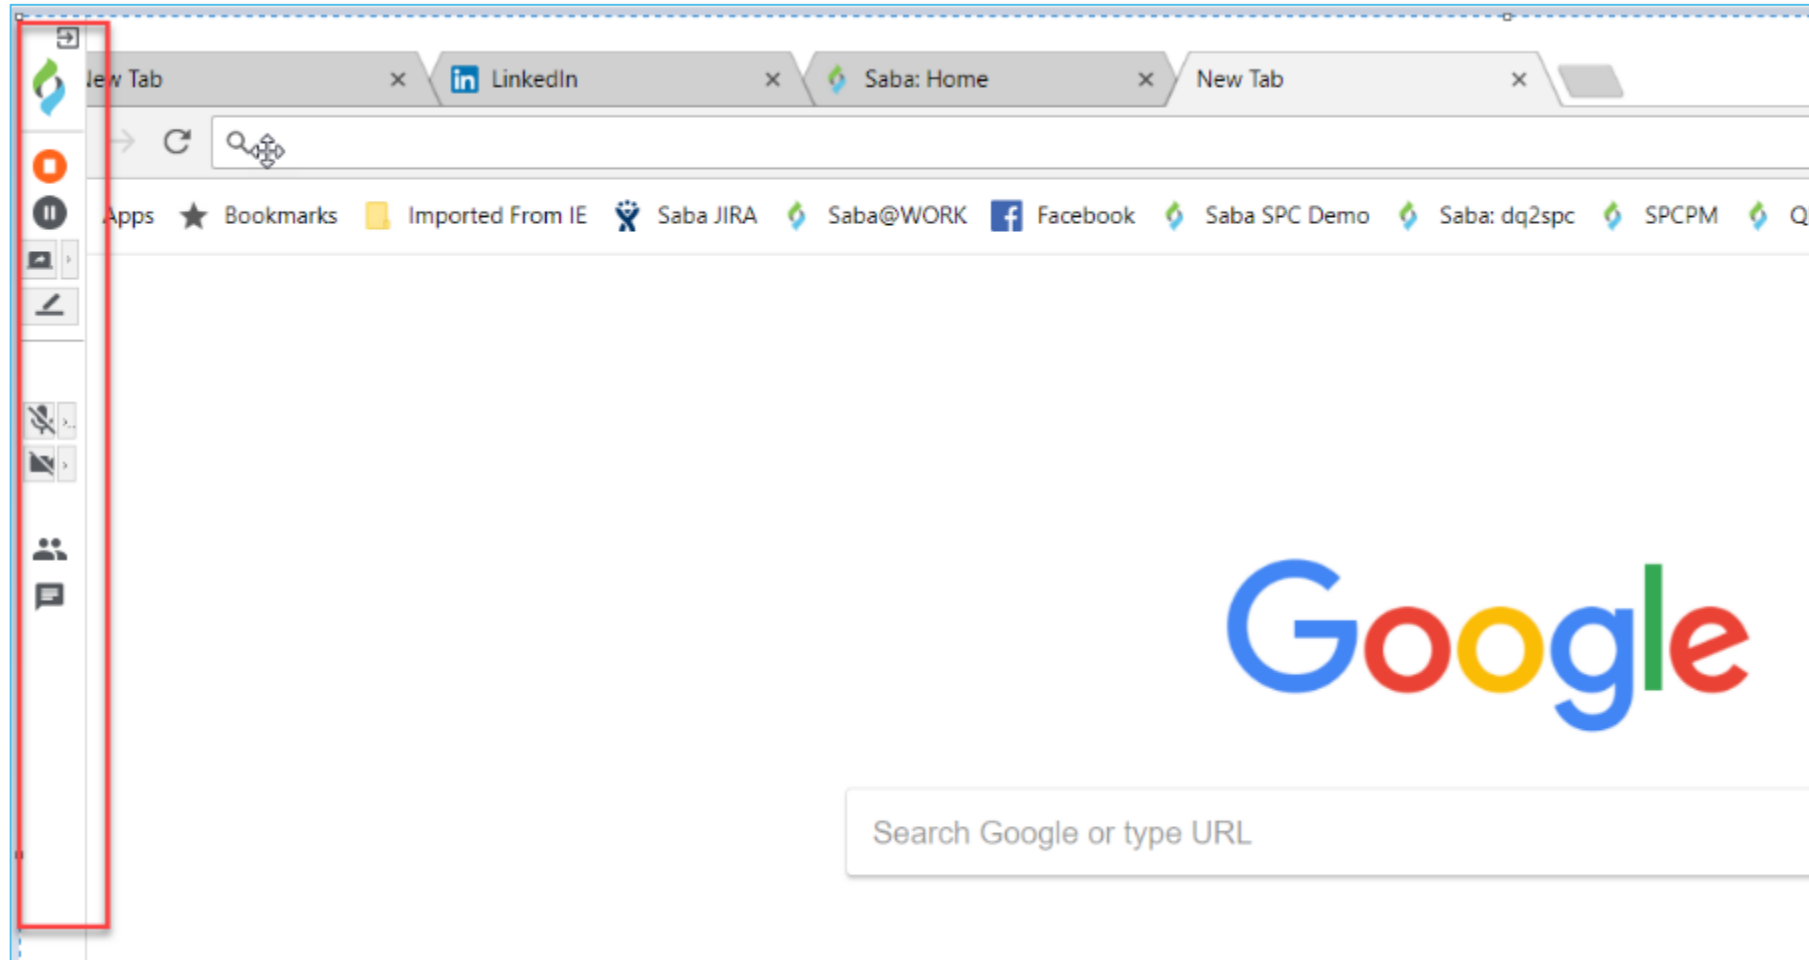 New Tab LinkedIn Saba: Home New Tab
Apps Bookmarks Imported From IE Saba JIRA Saba@WORK Facebook Saba SPC Demo Saba: dq2spc SPCPM Q
Google
Search Google or type URL